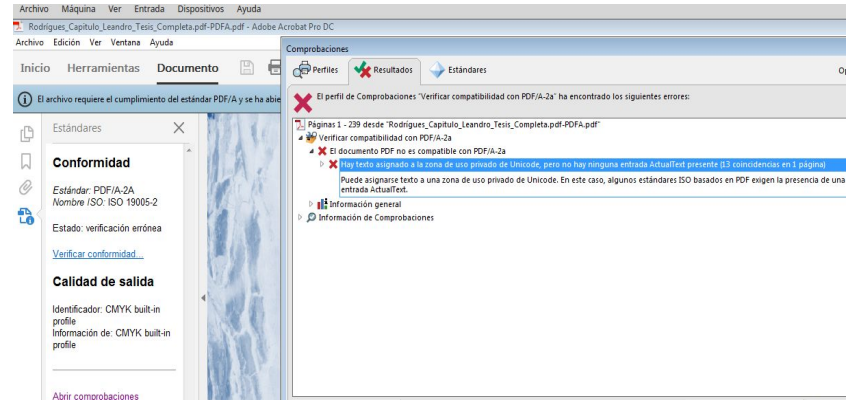 Archivo Máquina Ver Entrada Dispositivos Ayuda
Rodrígues_Capitulo_Leandro_Tesis_Completa.pdf-PDFA.pdf - Adobe Acrobat Pro DC
Archivo Edición Ver Ventana Ayuda
Inicio Herramientas Documento
El archivo requiere el cumplimiento del estándar PDF/A y se ha abie
Estándares
Conformidad
Estándar: PDF/A-2A
Nombre ISO: ISO 19005-2
Estado: verificación errónea
Verificar conformidad...
Calidad de salida
Identificador: CMYK built-in
profile
Información de: CMYK built-in
profile
Abrir comprobaciones
Comprobaciones
Perfiles Resultados Estándares
El perfil de Comprobaciones "Verificar compatibilidad con PDF/A-2a" ha encontrado los siguientes errores:
Páginas 1 - 239 desde "Rodrígues_Capitulo_Leandro_Tesis_Completa.pdf-PDFA.pdf"
Verificar compatibilidad con PDF/A-2a
El documento PDF no es compatible con PDF/A-2a
Hay texto asignado a la zona de uso privado de Unicode, pero no hay ninguna entrada ActualText presente (13 coincidencias en 1 página)
Puede asignarse texto a una zona de uso privado de Unicode. En este caso, algunos estándares ISO basados en PDF exigen la presencia de una
entrada ActualText.
Información general
Información de Comprobaciones